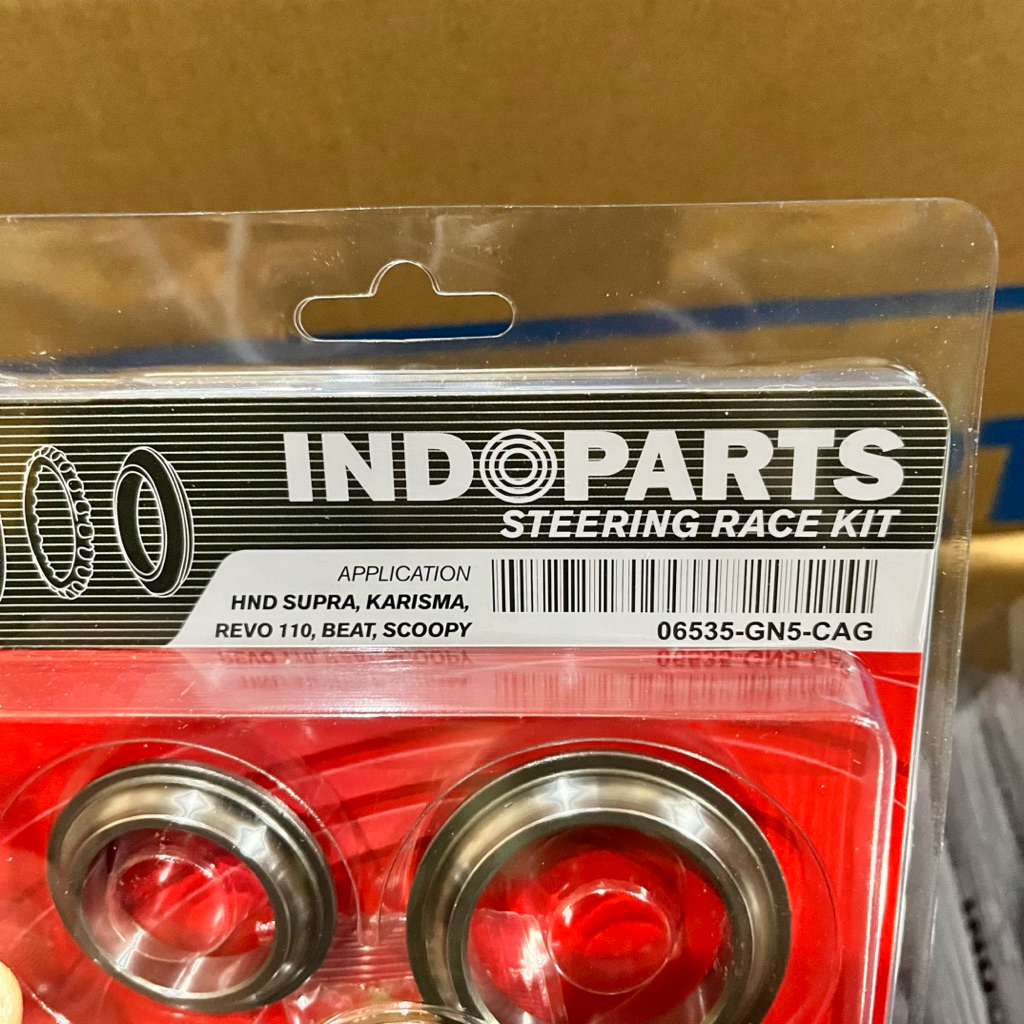 INDOPARTS
STEERING RACE KIT
APPLICATION
HND SUPRA, KARISMA,
REVO 110, BEAT, SCOOPY
06535-GN5-CAG